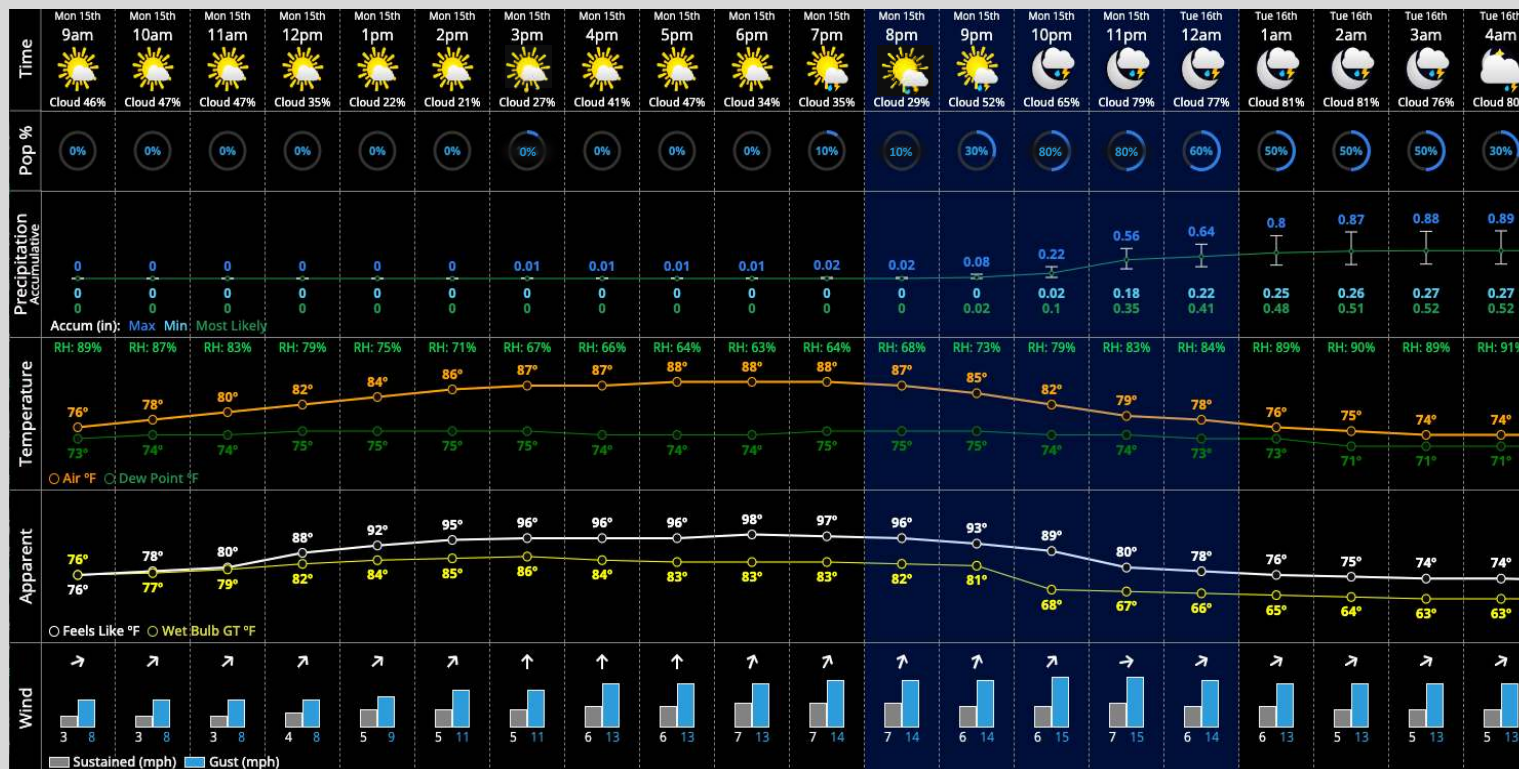 Time
Mon 15th Mon 15th Mon 15th Mon 15th Mon 15th Mon 15th Mon 15th Mon 15th Mon 15th Mon 15th Mon 15th Mon 15th Mon 15th Mon 15th Mon 15th Tue 16th Tue 16th Tue 16th Tue 16th Tue 16th
9am 10am 11am 12pm 1pm 2pm 3pm 4pm 5pm 6pm 7pm 8pm 9pm 10pm 11pm 12am 1am 2am 3am 4am
Cloud 46% Cloud 47% Cloud 47% Cloud 35% Cloud 22% Cloud 21% Cloud 27% Cloud 41% Cloud 47% Cloud 34% Cloud 35% Cloud 29% Cloud 52% Cloud 65% Cloud 79% Cloud 77% Cloud 81% Cloud 81% Cloud 76% Cloud 80
Pop %
0% 0% 0% 0% 0% 0% 0% 0% 0% 0% 10% 10% 30% 80% 80% 60% 50% 50% 50% 30%
Precipitation
Accumulative
0 0 0 0 0 0 0.01 0.01 0.01 0.01 0.02 0.02 0.08 0.22 0.56 0.64 0.8 0.87 0.88 0.89
0 0 0 0 0 0 0 0 0 0 0 0 0 0.02 0.18 0.22 0.25 0.26 0.27 0.27
0 0 0 0 0 0 0 0 0 0 0 0 0.02 0.1 0.35 0.41 0.48 0.51 0.52 0.52
Accum (in): Max Min Most Likely
Temperature
RH: 89% RH: 87% RH: 83% RH: 79% RH: 75% RH: 71% RH: 67% RH: 66% RH: 64% RH: 63% RH: 64% RH: 68% RH: 73% RH: 79% RH: 83% RH: 84% RH: 89% RH: 90% RH: 89% RH: 91%
76° 78° 80° 82° 84° 86° 87° 87° 88° 88° 88° 87° 85° 82° 79° 78° 76° 75° 74° 74°
73° 74° 74° 75° 75° 75° 75° 74° 74° 74° 75° 75° 75° 74° 74° 73° 73° 71° 71° 71°
Air °F Dew Point °F
Apparent
76° 78° 80° 88° 92° 95° 96° 96° 96° 98° 97° 96° 93° 89° 80° 78° 76° 75° 74° 74°
76° 77° 79° 82° 84° 85° 86° 84° 83° 83° 83° 82° 81° 68° 67° 66° 65° 64° 63° 63°
Feels Like °F Wet Bulb GT °F
Wind
3 8 3 8 3 8 4 8 5 9 5 11 5 11 6 13 6 13 7 13 7 14 7 14 6 14 6 15 7 15 6 14 6 13 5 13 5 13 5 13
Sustained (mph) Gust (mph)